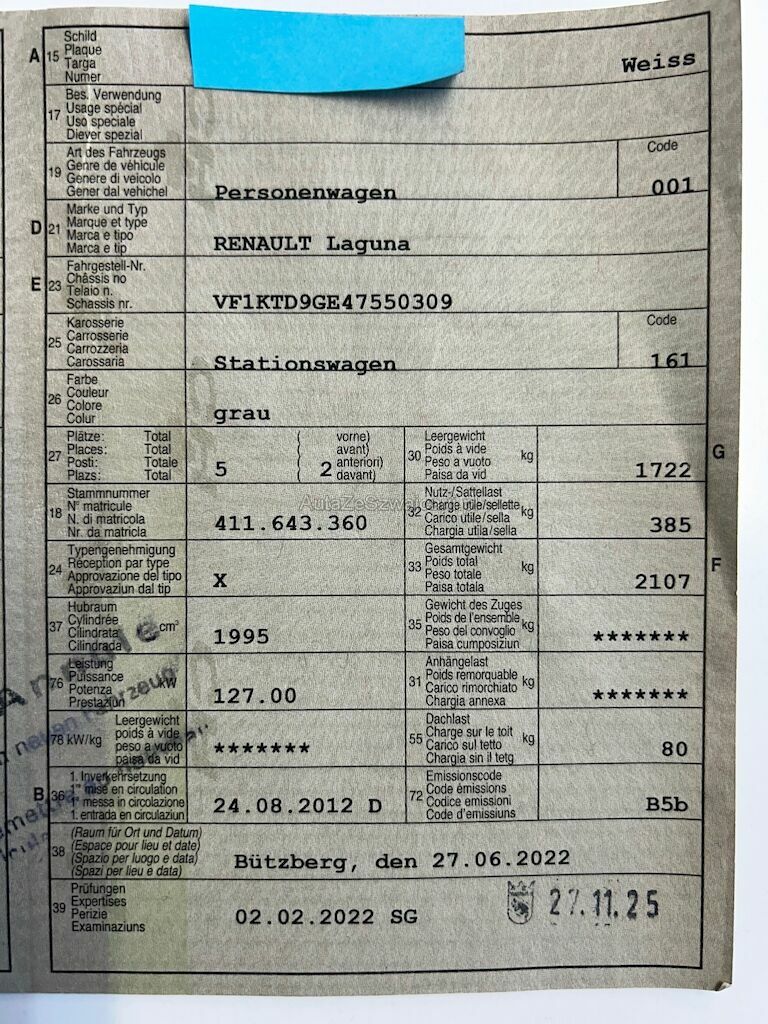 A 15 Schild
Plaque
Targa
Numer
Weiss
17 Bes. Verwendung
Usage spécial
Uso speciale
Diever spezial
19 Art des Fahrzeugs
Genre de véhicule
Genere di veicolo
Gener dal vehichel
Personenwagen
Code
001
D 21 Marke und Typ
Marque et type
Marca e tipo
Marca e tip
RENAULT Laguna
E 23 Fahrgestell-Nr.
Châssis no
Telaio n.
Schassis nr.
VF1KTD9GE47550309
25 Karosserie
Carrosserie
Carrozzeria
Carossaria
Stationswagen
Code
161
26 Farbe
Couleur
Colore
Colur
grau
27 Plätze: Total
Places: Total
Posti: Totale
Plazs: Total
5
( vorne)
( avant)
( 2 anteriori)
( davant)
30 Leergewicht
Poids à vide
Peso a vuoto
Paisa da vid
kg
1722
G
18 Stammnummer
N° matricule
N. di matricola
Nr. da matricla
411.643.360
32 Nutz-/Sattellast
Charge utile/sellette
Carico utile/sella
Chargia utila/sella
kg
385
24 Typengenehmigung
Réception par type
Approvazione del tipo
Approvaziun dal tip
X
33 Gesamtgewicht
Poids total
Peso totale
Paisa totala
kg
2107
F
37 Hubraum
Cylindrée
Cilindrata
Cilindrada
cm³
1995
35 Gewicht des Zuges
Poids de l'ensemble
Peso del convoglio
Paisa cumposiziun
kg
*******
76 Leistung
Puissance
Potenza
Prestaziun
kW
127.00
31 Anhängelast
Poids remorquable
Carico rimorchiato
Chargia annexa
kg
*******
78 kW/kg Leergewicht
poids à vide
peso a vuoto
paisa da vid
*******
55 Dachlast
Charge sur le toit
Carico sul tetto
Chargia sin il tetg
kg
80
B 36 1. Inverkehrsetzung
1re mise en circulation
1. messa in circolazione
1. entrada en circulaziun
24.08.2012 D
72 Emissionscode
Code émissions
Codice emissioni
Code d'emissiuns
B5b
38 (Raum für Ort und Datum)
(Espace pour lieu et date)
(Spazio per luogo e data)
(Spazi per lieu e data)
Bützberg, den 27.06.2022
39 Prüfungen
Expertises
Perizie
Examinaziuns
02.02.2022 SG
27.11.25